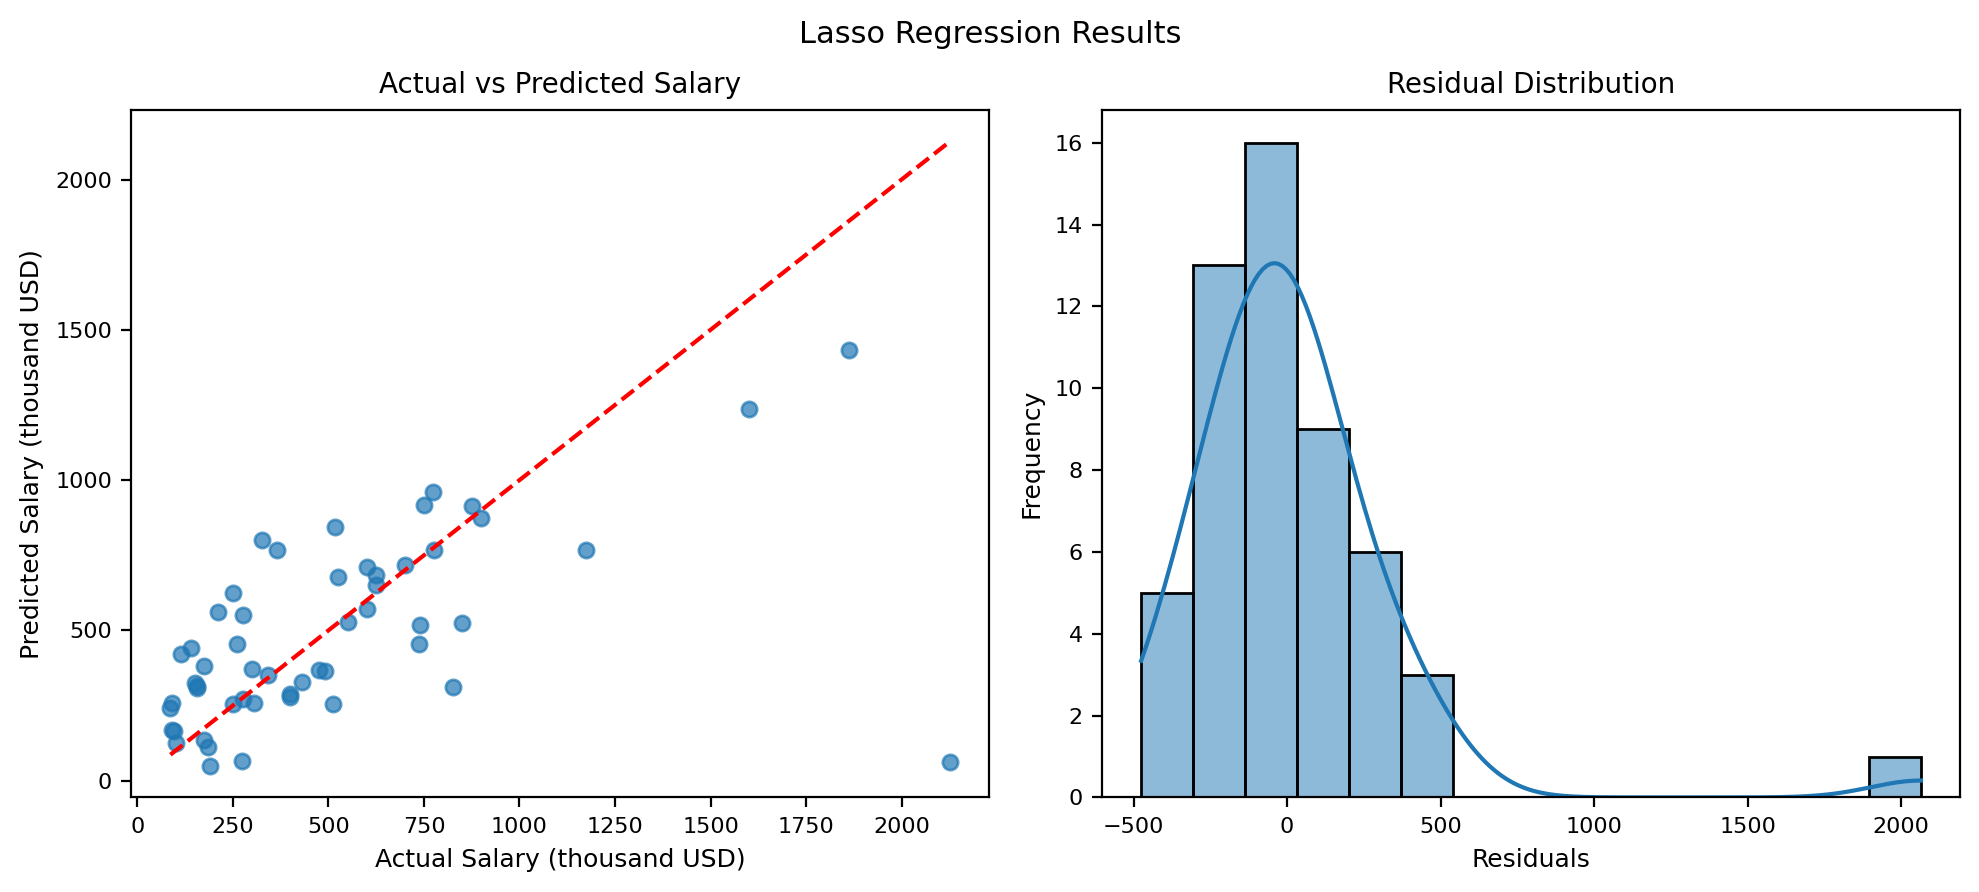 Lasso Regression Results
Actual vs Predicted Salary
Predicted Salary (thousand USD)
2000
1500
1000
500
0
0 250 500 750 1000 1250 1500 1750 2000
Actual Salary (thousand USD)
Residual Distribution
Frequency
16
14
12
10
8
6
4
2
0
−500 0 500 1000 1500 2000
Residuals